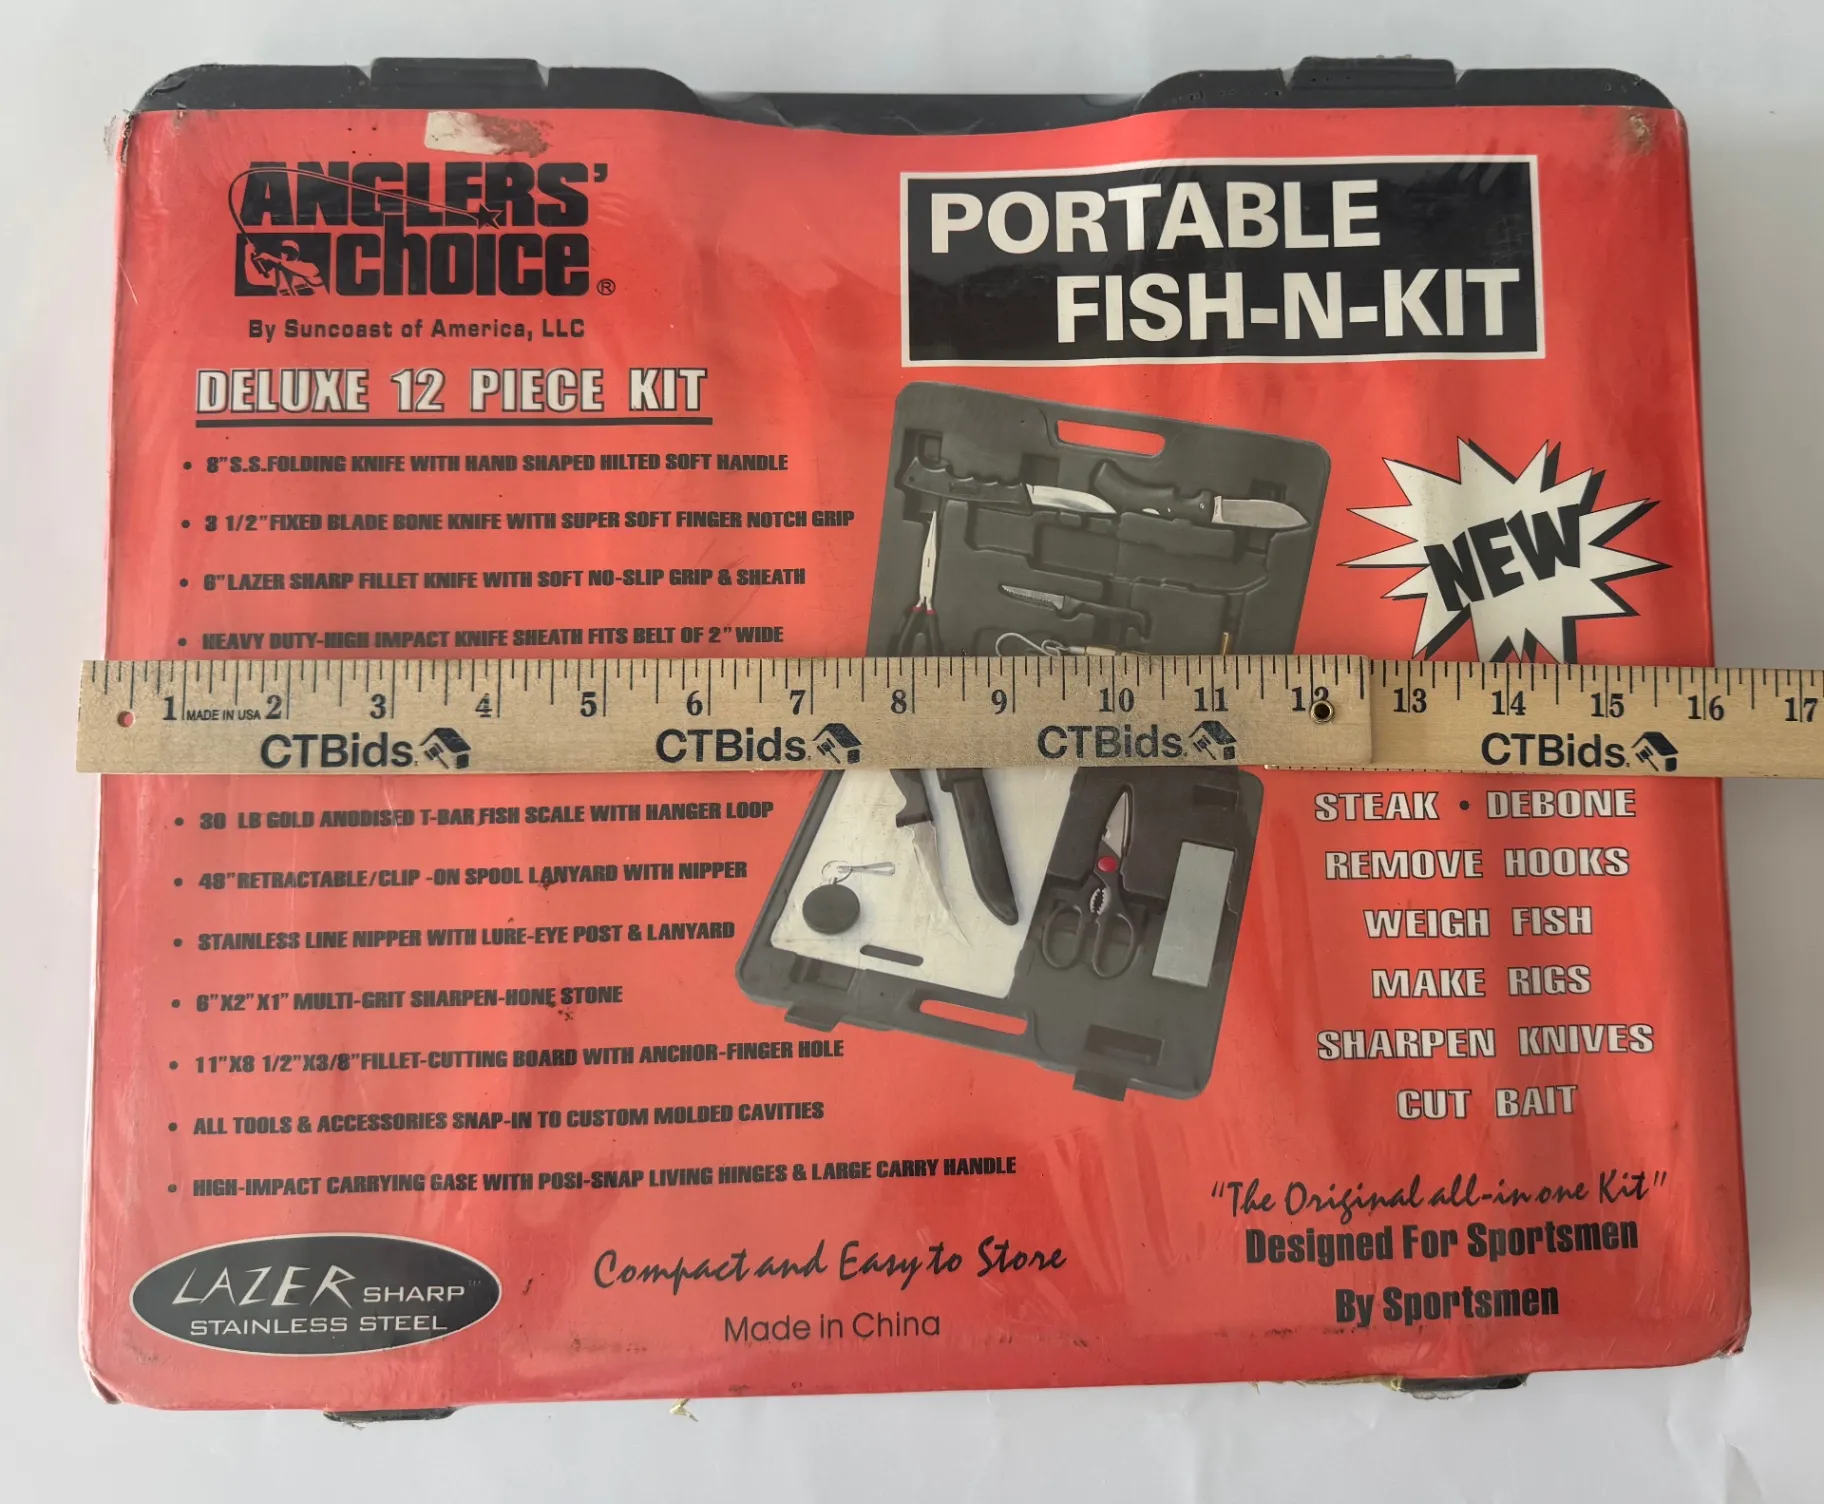 ANGLERS'
choice®
By Suncoast of America, LLC
PORTABLE
FISH-N-KIT
DELUXE 12 PIECE KIT
• 8"S.S.FOLDING KNIFE WITH HAND SHAPED HILTED SOFT HANDLE
• 3 1/2"FIXED BLADE BONE KNIFE WITH SUPER SOFT FINGER NOTCH GRIP
• 6"LAZER SHARP FILLET KNIFE WITH SOFT NO-SLIP GRIP & SHEATH
• HEAVY DUTY-HIGH IMPACT KNIFE SHEATH FITS BELT OF 2" WIDE
NEW
1 MADE IN USA 2 3 4 5 6 7 8 9 10 11 12 13 14 15 16 17
CTBids. CTBids. CTBids. CTBids.
• 30 LB GOLD ANODISED T-BAR FISH SCALE WITH HANGER LOOP
• 48"RETRACTABLE/CLIP -ON SPOOL LANYARD WITH NIPPER
• STAINLESS LINE NIPPER WITH LURE-EYE POST & LANYARD
• 6"X2"X1" MULTI-GRIT SHARPEN-HONE STONE
• 11"X8 1/2"X3/8"FILLET-CUTTING BOARD WITH ANCHOR-FINGER HOLE
• ALL TOOLS & ACCESSORIES SNAP-IN TO CUSTOM MOLDED CAVITIES
• HIGH-IMPACT CARRYING CASE WITH POSI-SNAP LIVING HINGES & LARGE CARRY HANDLE
STEAK • DEBONE
REMOVE HOOKS
WEIGH FISH
MAKE RIGS
SHARPEN KNIVES
CUT BAIT
"The Original all-in one Kit"
Designed For Sportsmen
By Sportsmen
LAZER SHARP™
STAINLESS STEEL
Compact and Easy to Store
Made in China